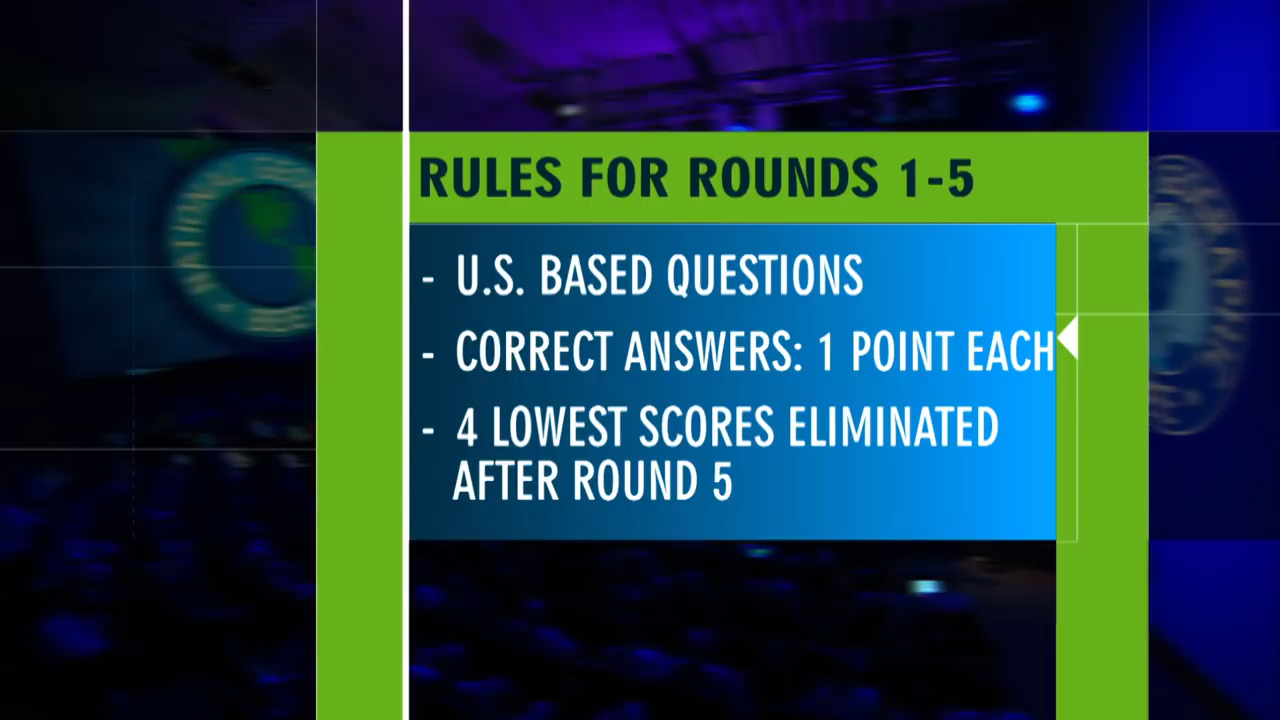 RULES FOR ROUNDS 1-5
- U.S. BASED QUESTIONS
- CORRECT ANSWERS: 1 POINT EACH
- 4 LOWEST SCORES ELIMINATED
AFTER ROUND 5
NATIONAL